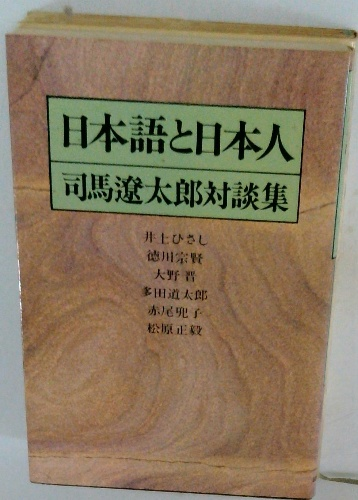 日本語と日本人
司馬遼太郎対談集
井上ひさし
徳川宗賢
大野晋
多田道太郎
赤尾兜子
松原正毅